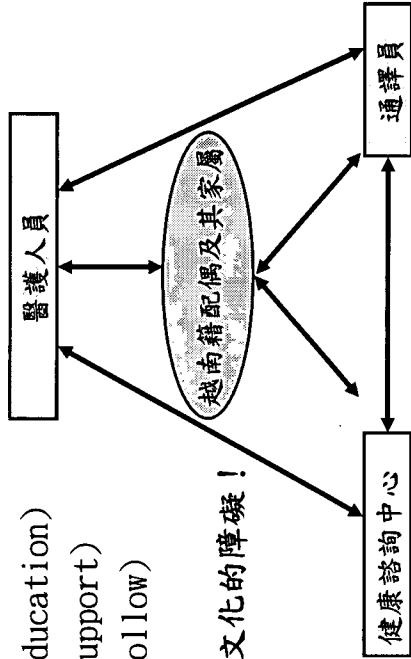 醫護人員
ducation)
upport)
ollow)
越南籍配偶及其家屬
文化的障礙！
健康諮詢中心
通譯員